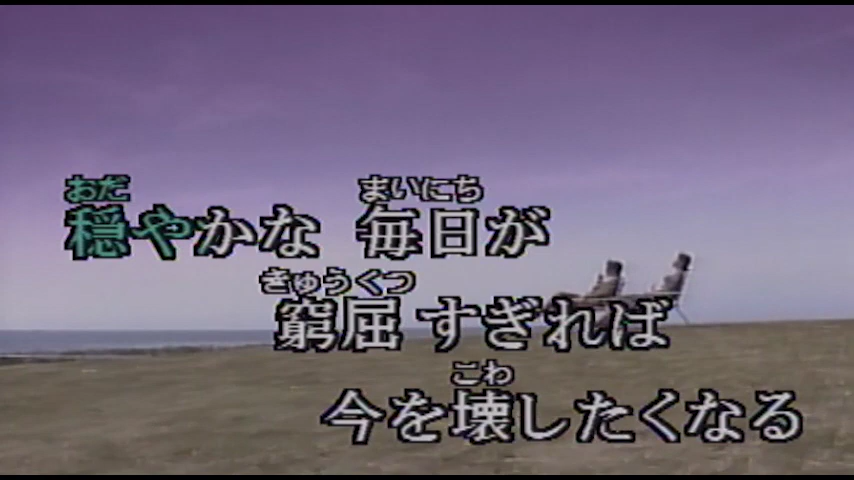 おだ まいにち
穏やかな 毎日が
きゅうくつ
窮屈 すぎれば
こわ
今を壊したくなる